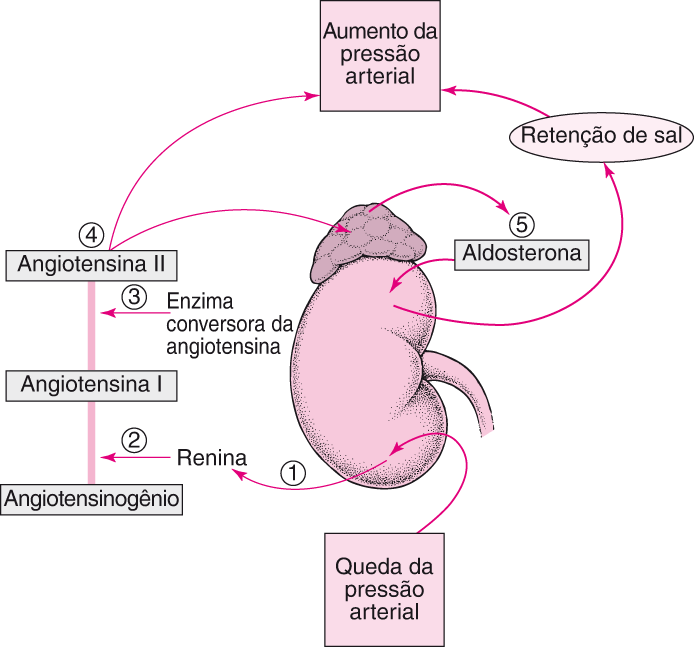 Aumento da
pressão
arterial
Retenção de sal
④
⑤
Angiotensina II
Aldosterona
③
Enzima
conversora da
angiotensina
Angiotensina I
②
Renina
①
Angiotensinogênio
Queda da
pressão
arterial